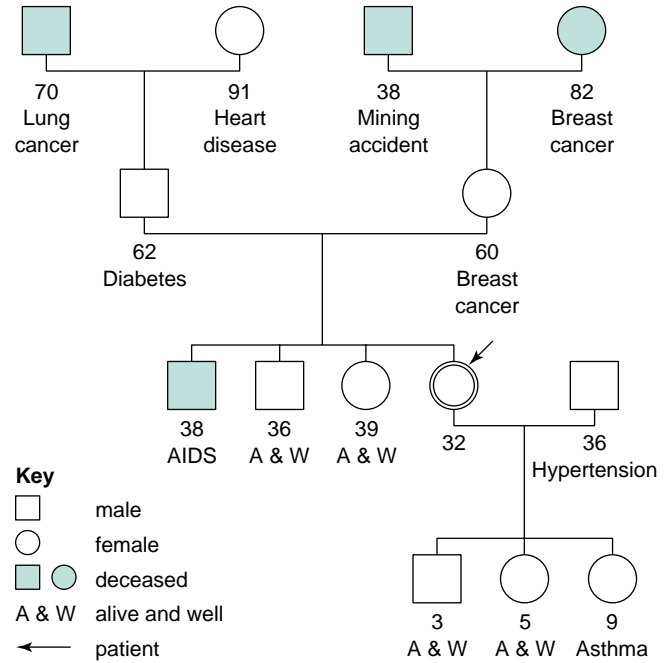 70
Lung
cancer
91
Heart
disease
38
Mining
accident
82
Breast
cancer
62
Diabetes
60
Breast
cancer
38
AIDS
36
A & W
39
A & W
32
36
Hypertension
Key
male
female
deceased
A & W alive and well
patient
3
A & W
5
A & W
9
Asthma